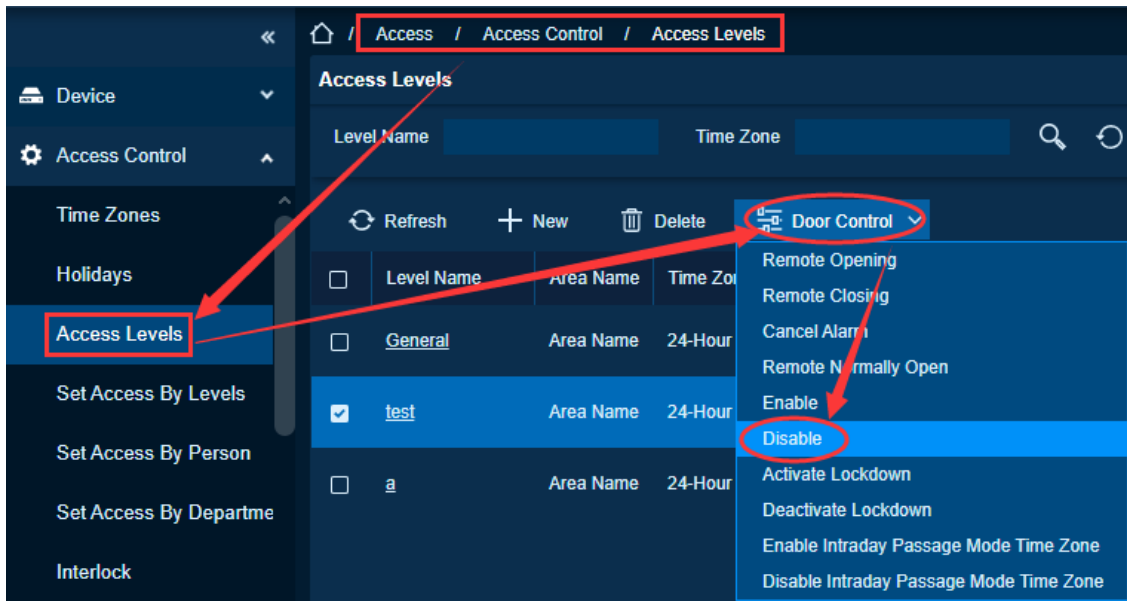 / Access / Access Control / Access Levels
Device
Access Control
Time Zones
Holidays
Access Levels
Set Access By Levels
Set Access By Person
Set Access By Departme
Interlock
Access Levels
Level Name Time Zone
Refresh New Delete Door Control
Level Name Area Name Time Zo
General Area Name 24-Hour
test Area Name 24-Hour
a Area Name 24-Hour
Remote Opening
Remote Closing
Cancel Alarm
Remote Normally Open
Enable
Disable
Activate Lockdown
Deactivate Lockdown
Enable Intraday Passage Mode Time Zone
Disable Intraday Passage Mode Time Zone